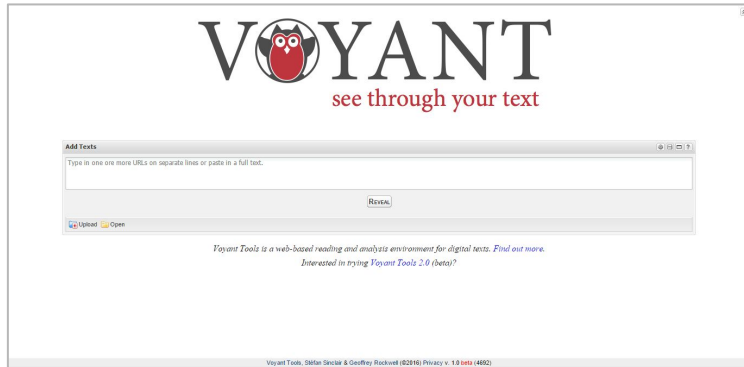 VOYANT
see through your text
Add Texts
Type in one ore more URLs on separate lines or paste in a full text.
REVEAL
Upload Open
Voyant Tools is a web-based reading and analysis environment for digital texts. Find out more.
Interested in trying Voyant Tools 2.0 (beta)?
Voyant Tools, Stéfan Sinclair & Geoffrey Rockwell (©2016) Privacy v. 1.0 beta (4692)